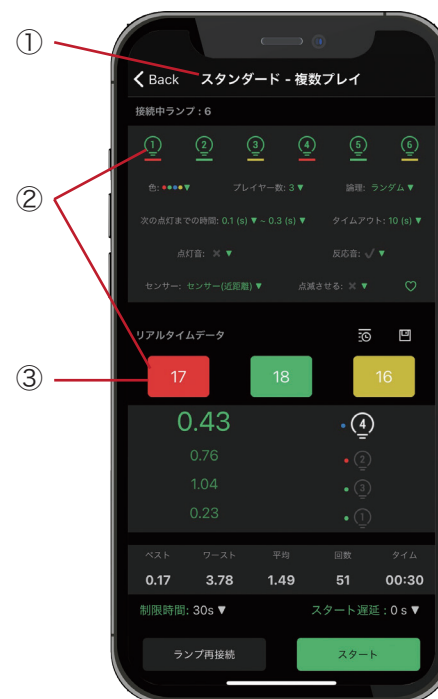 ①
< Back スタンダード - 複数プレイ
接続中ランプ : 6
1 2 3 4 5 6
②
色: ▼ プレイヤー数: 3 ▼ 論理: ランダム ▼
次の点灯までの時間: 0.1 (s) ▼ ~ 0.3 (s) ▼ タイムアウト: 10 (s) ▼
点灯音: ✕ ▼ 反応音: ✓ ▼
センサー: センサー(近距離) ▼ 点滅させる: ✕ ▼ ♡
リアルタイムデータ
③
17 18 16
0.43 4
0.76 2
1.04 3
0.23 1
ベスト ワースト 平均 回数 タイム
0.17 3.78 1.49 51 00:30
制限時間: 30s ▼ スタート遅延 : 0 s ▼
ランプ再接続 スタート